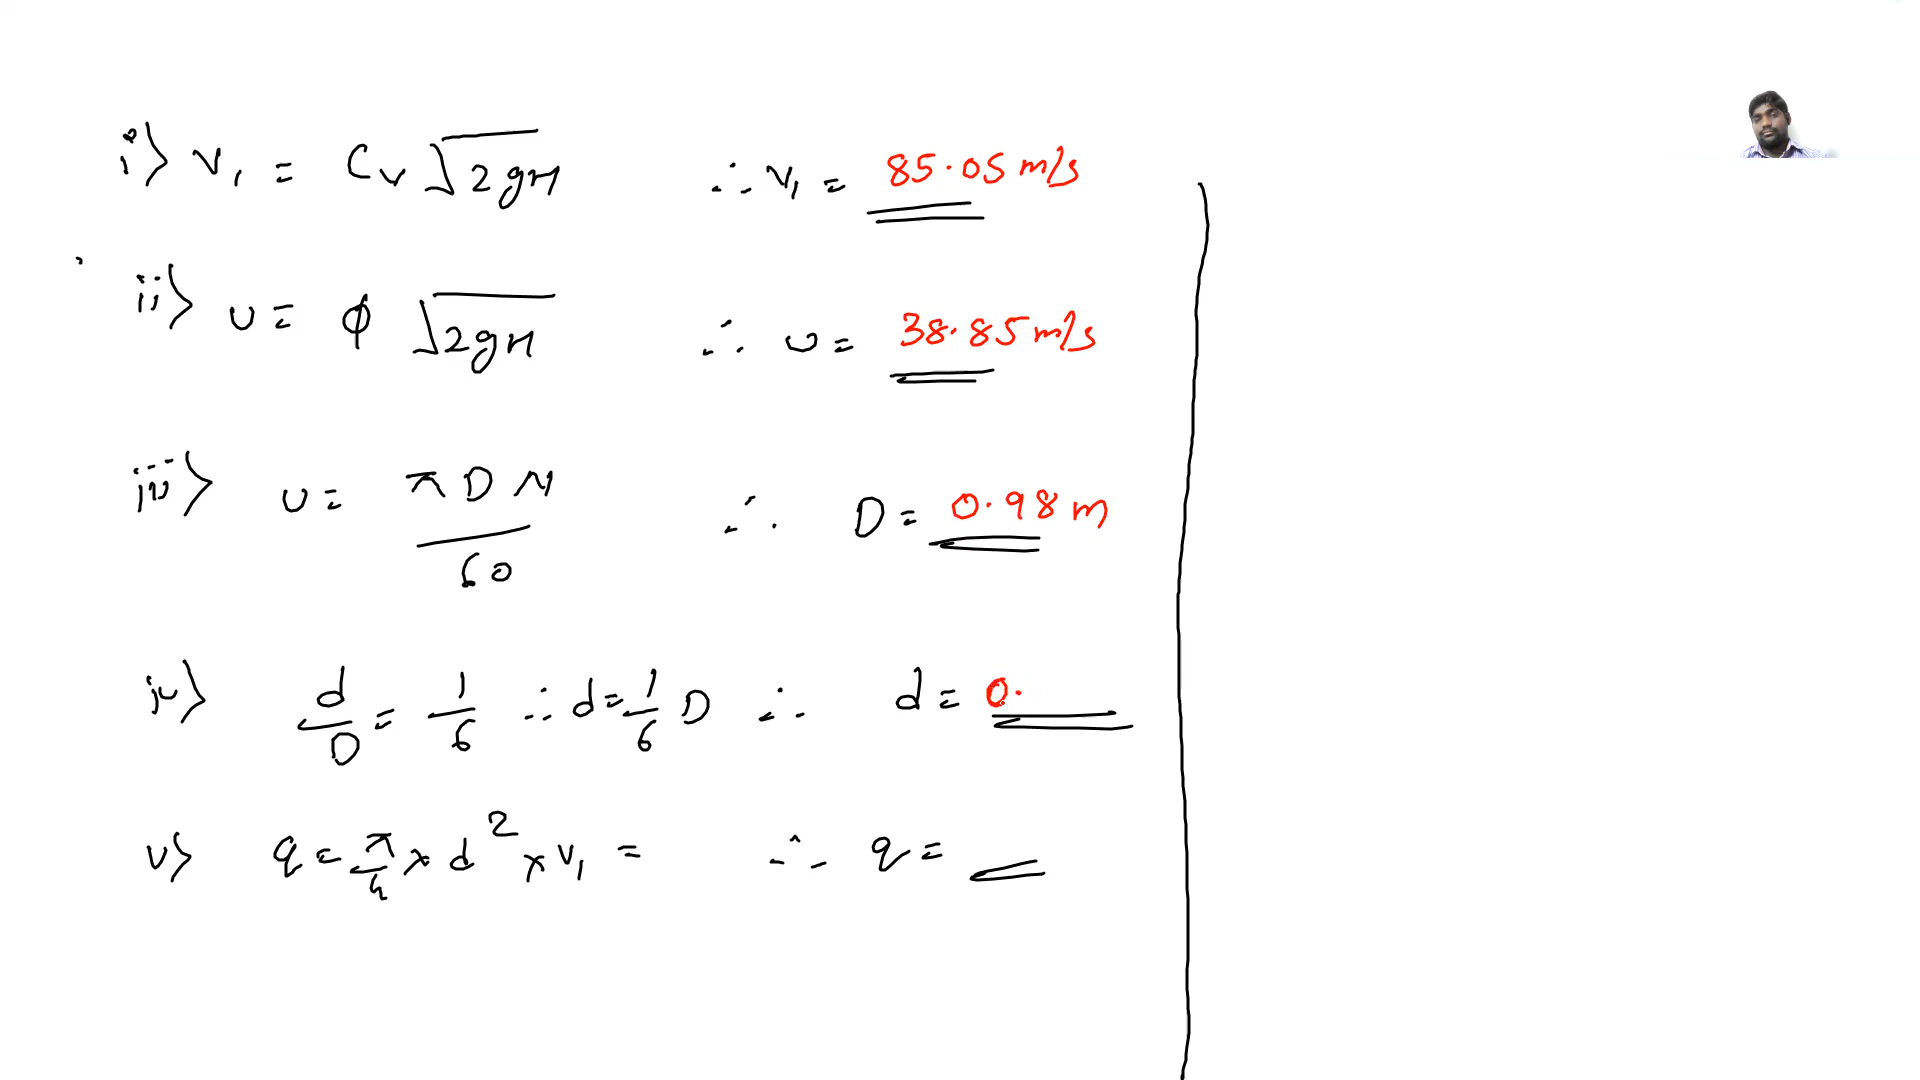 i) V₁ = Cv √2gH ∴ V₁ = 85.05 m/s
ii) u = ϕ √2gH ∴ u = 38.85 m/s
iii) u = πDN/60 ∴ D = 0.98 m
iv) d/D = 1/6 ∴ d = 1/6 D ∴ d = 0.
v) q = π/4 × d² × V₁ = ∴ q =